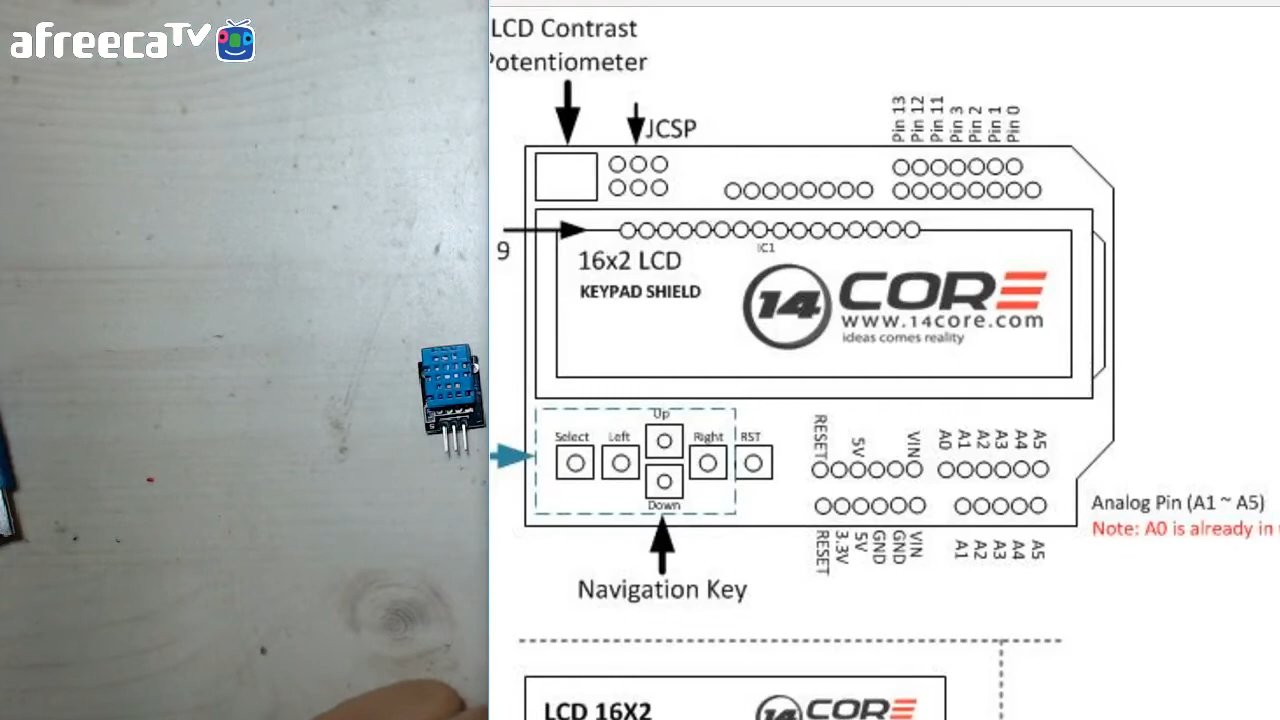 afreecaTV
LCD Contrast
Potentiometer
JCSP
Pin 13
Pin 12
Pin 11
Pin 3
Pin 2
Pin 1
Pin 0
9
IC1
16x2 LCD
KEYPAD SHIELD
14 CORE
www.14core.com
ideas comes reality
Select
Left
Up
Right
RST
Down
RESET
5V
VIN
A0
A1
A2
A3
A4
A5
RESET
3.3V
5V
GND
GND
VIN
A1
A2
A3
A4
A5
Analog Pin (A1 ~ A5)
Note: A0 is already in
Navigation Key
LCD 16X2
14 CORE